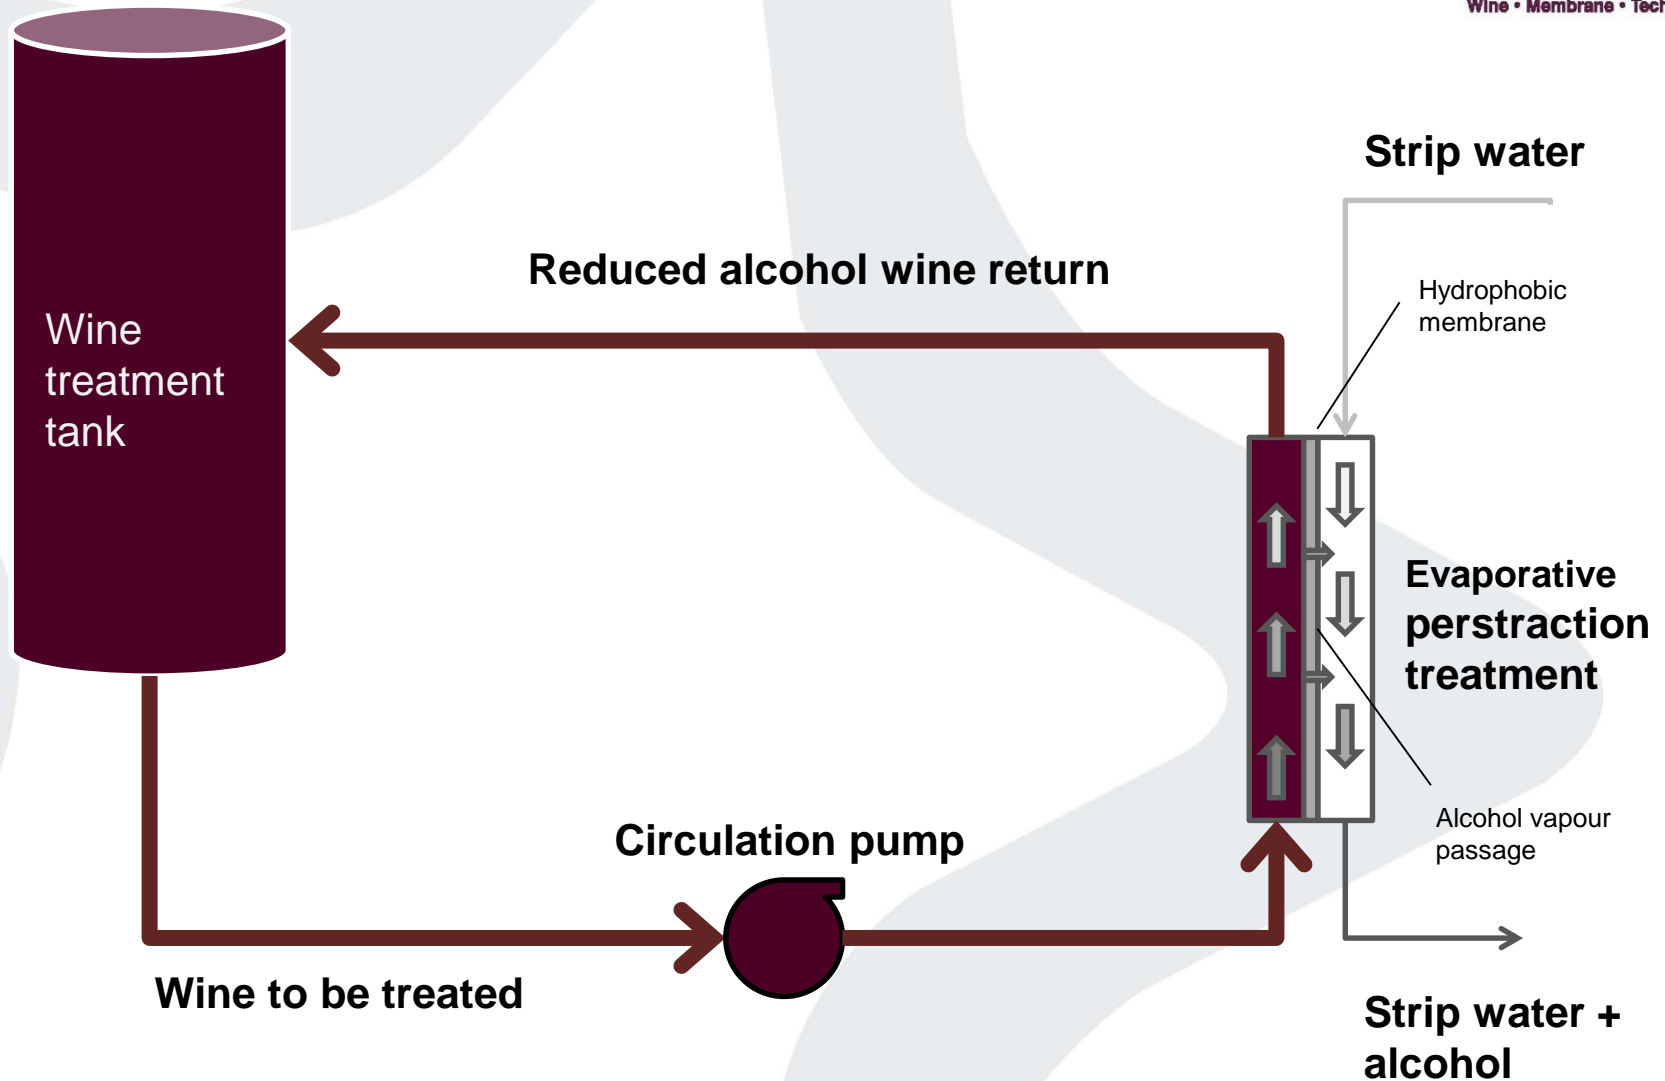 Wine • Membrane • Tech
Strip water
Reduced alcohol wine return
Hydrophobic
membrane
Wine
treatment
tank
Evaporative
perstraction
treatment
Alcohol vapour
passage
Circulation pump
Wine to be treated
Strip water +
alcohol